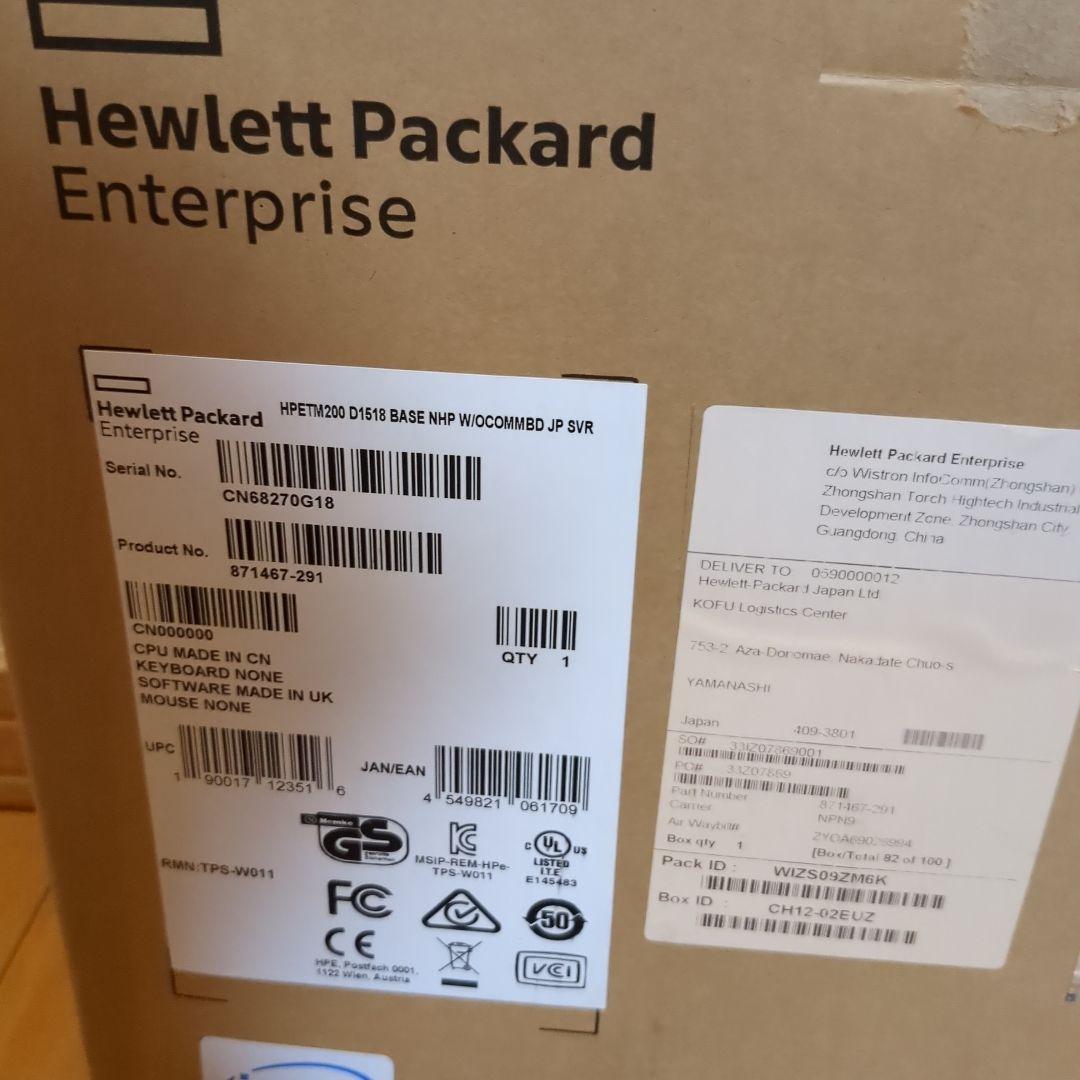 Hewlett Packard
Enterprise
Hewlett Packard
Enterprise
HPETM200 D1518 BASE NHP W/OCOMMBD JP SVR
Serial No.
CN68270G18
Product No.
871467-291
CN000000
CPU MADE IN CN
KEYBOARD NONE
SOFTWARE MADE IN UK
MOUSE NONE
QTY 1
UPC
1 90017 12351 6
JAN/EAN
4 549821 061709
RMN:TPS-W011
GS
MSIP-REM-HPe-
TPS-W011
C UL US
LISTED
I.T.E
E145483
FC
CE
50
VCI
HPE, Postfach 0001,
1122 Wien, Austria
Hewlett Packard Enterprise
c/o Wistron InfoComm(Zhongshan)
Zhongshan Torch Hightech Industrial
Development Zone, Zhongshan City,
Guangdong, China
DELIVER TO 0590000012
Hewlett-Packard Japan Ltd.
KOFU Logistics Center
753-2, Aza-Donomae, Nakadate Chuo-s
YAMANASHI
Japan 409-3801
SO# 33IZ07869001
PO# 33Z07869
Part Number 871467-291
Carrier NPN9
Air Waybill#
Box qty 1
[Box/Total 82 of 100 ]
Pack ID : WIZS09ZM6K
Box ID : CH12-02EUZ